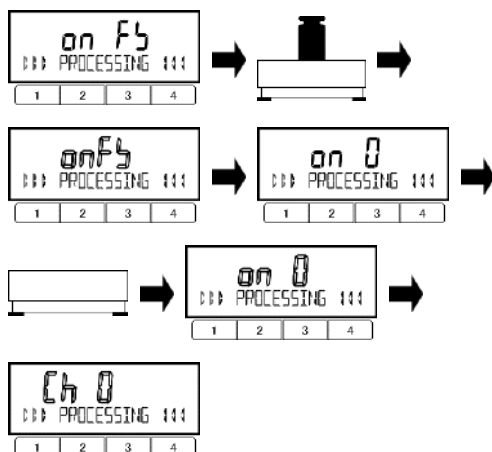 on FS
PROCESSING
1 2 3 4
onFS
PROCESSING
1 2 3 4
on 0
PROCESSING
1 2 3 4
on 0
PROCESSING
1 2 3 4
Ch 0
PROCESSING
1 2 3 4